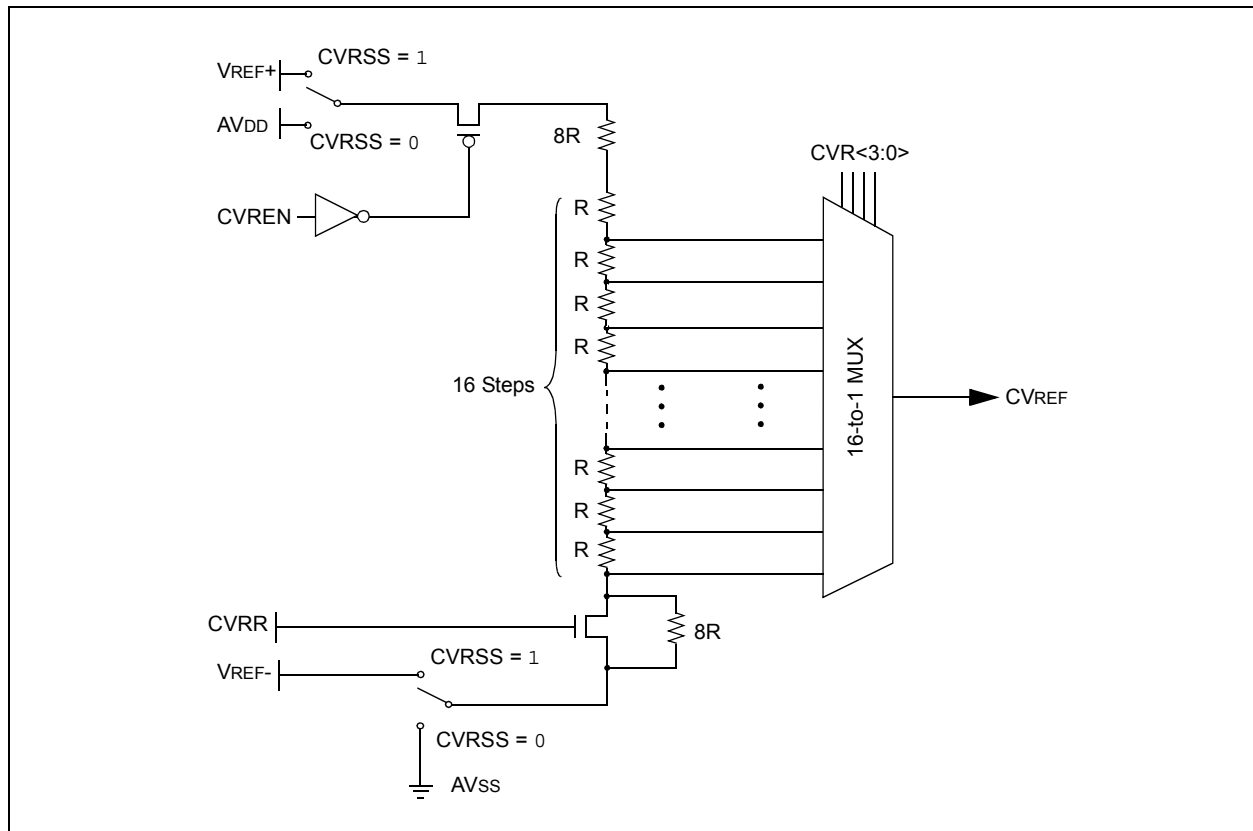 CVRSS = 1
VREF+
AVDD
CVRSS = 0
8R
CVR<3:0>
CVREN
R
R
R
R
16 Steps
16-to-1 MUX
CVREF
R
R
R
CVRR
8R
CVRSS = 1
VREF-
CVRSS = 0
AVSS